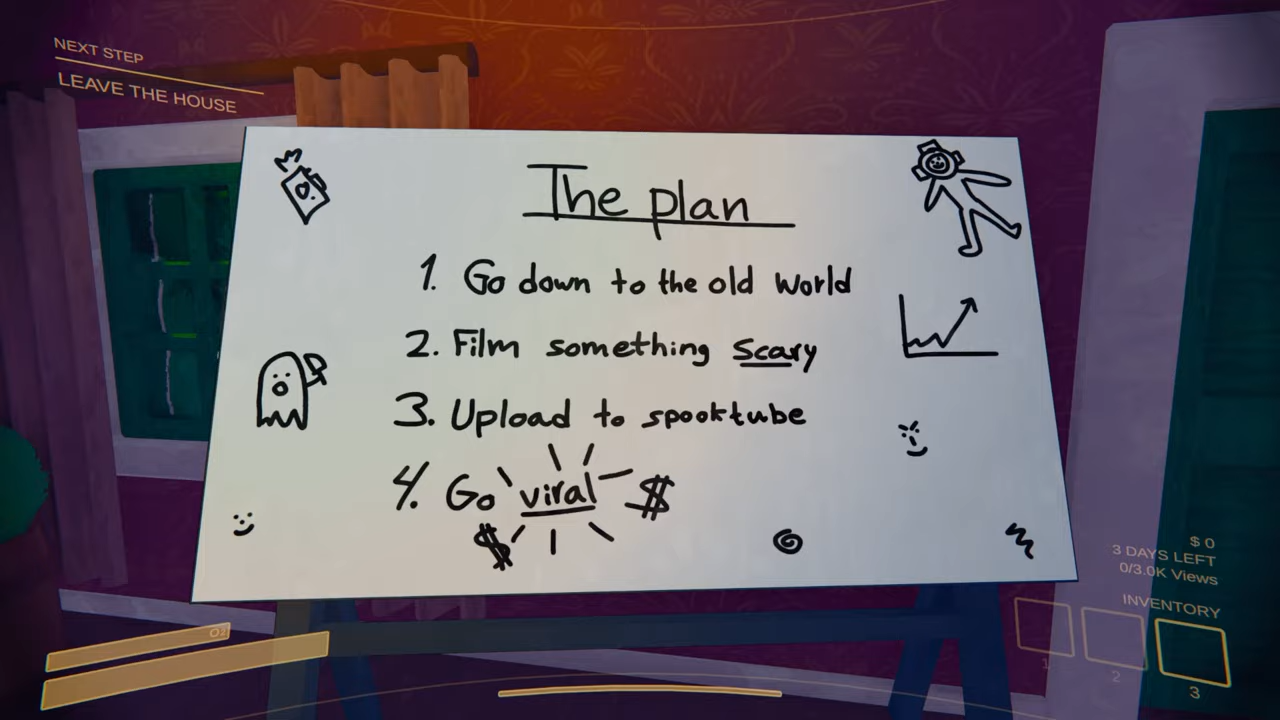 NEXT STEP
LEAVE THE HOUSE
The plan
1. Go down to the old world
2. Film something scary
3. Upload to spooktube
4. Go viral $
$
$ 0
3 DAYS LEFT
0/3.0K Views
INVENTORY
O2
1 2 3